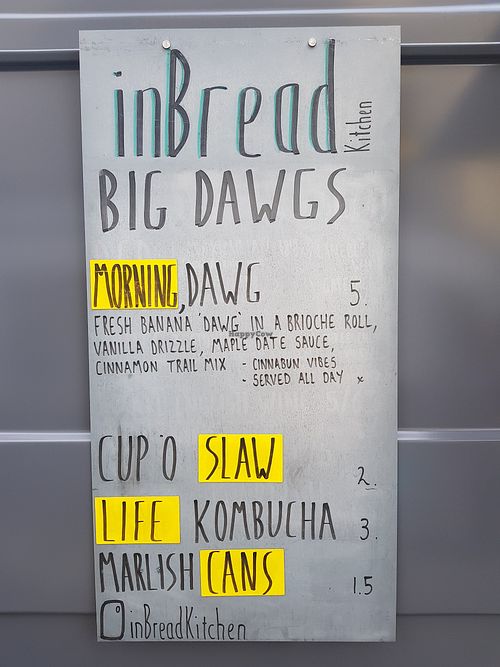 inBread
Kitchen
BIG DAWGS
MORNING, DAWG 5.
FRESH BANANA 'DAWG' IN A BRIOCHE ROLL,
VANILLA DRIZZLE, MAPLE DATE SAUCE,
CINNAMON TRAIL MIX - CINNABUN VIBES
- SERVED ALL DAY x
HappyCow
CUP O SLAW 2.
LIFE KOMBUCHA 3.
MARLISH CANS 1.5
inBreadKitchen